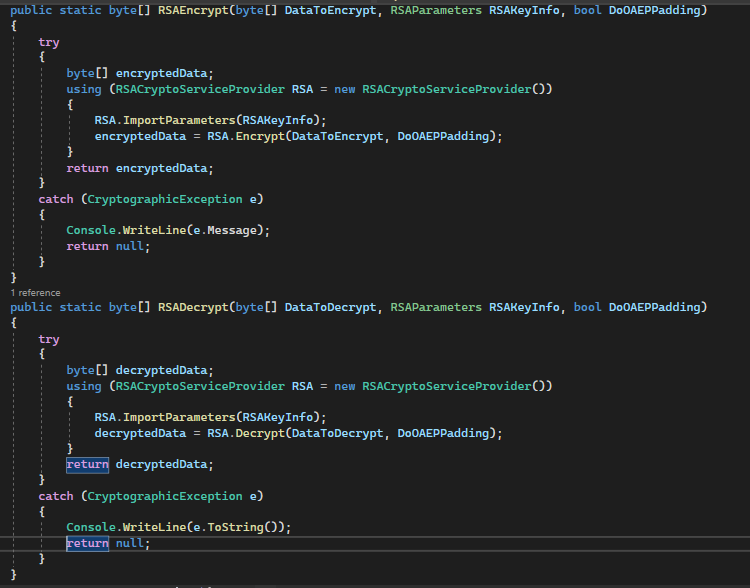 public static byte[] RSAEncrypt(byte[] DataToEncrypt, RSAParameters RSAKeyInfo, bool DoOAEPPadding)
{
try
{
byte[] encryptedData;
using (RSACryptoServiceProvider RSA = new RSACryptoServiceProvider())
{
RSA.ImportParameters(RSAKeyInfo);
encryptedData = RSA.Encrypt(DataToEncrypt, DoOAEPPadding);
}
return encryptedData;
}
catch (CryptographicException e)
{
Console.WriteLine(e.Message);
return null;
}
}
1 reference
public static byte[] RSADecrypt(byte[] DataToDecrypt, RSAParameters RSAKeyInfo, bool DoOAEPPadding)
{
try
{
byte[] decryptedData;
using (RSACryptoServiceProvider RSA = new RSACryptoServiceProvider())
{
RSA.ImportParameters(RSAKeyInfo);
decryptedData = RSA.Decrypt(DataToDecrypt, DoOAEPPadding);
}
return decryptedData;
}
catch (CryptographicException e)
{
Console.WriteLine(e.ToString());
return null;
}
}